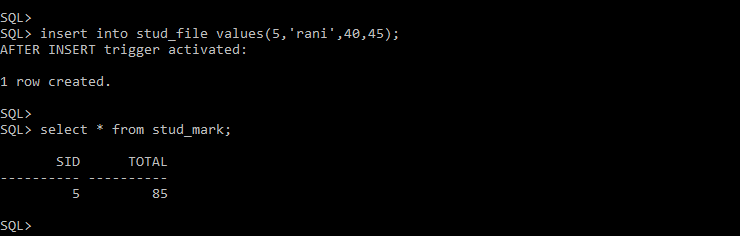 SQL>
SQL> insert into stud_file values(5,'rani',40,45);
AFTER INSERT trigger activated:
1 row created.
SQL>
SQL> select * from stud_mark;
       SID      TOTAL
---------- ----------
         5         85
SQL>